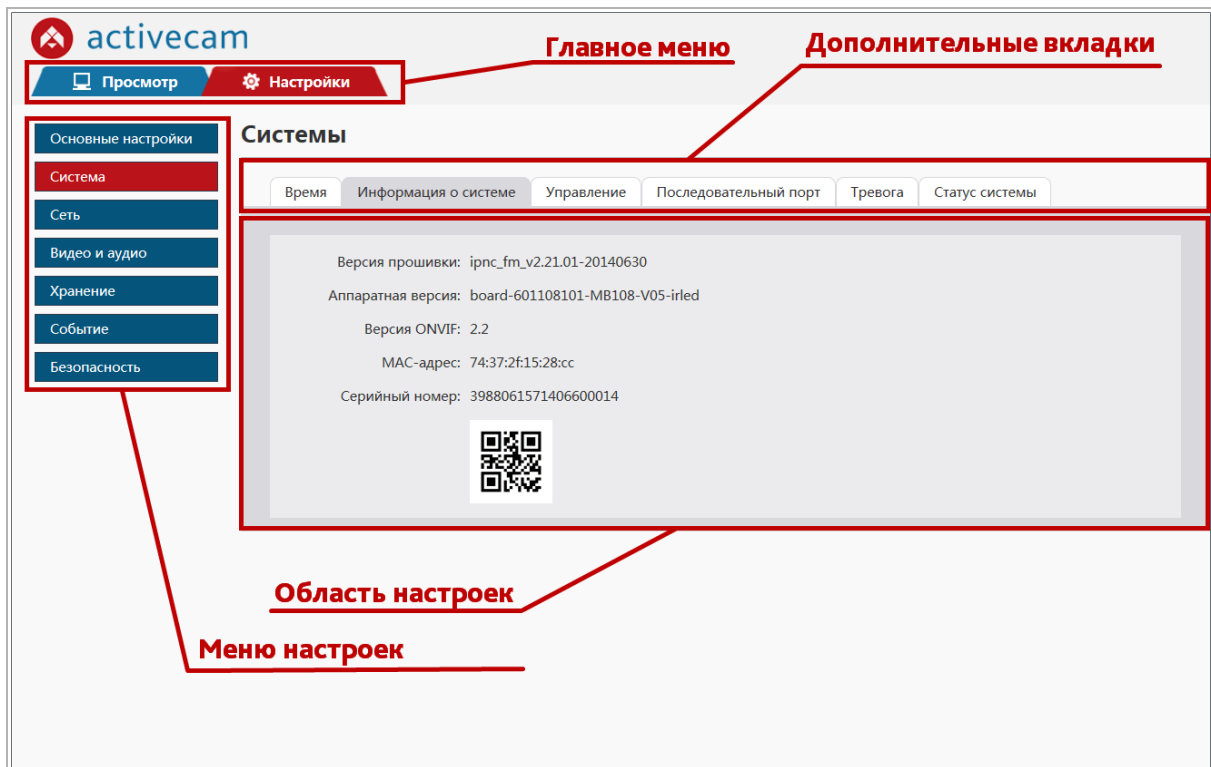 activecam
Главное меню
Дополнительные вкладки
Просмотр
Настройки
Основные настройки
Система
Сеть
Видео и аудио
Хранение
Событие
Безопасность
Системы
Время
Информация о системе
Управление
Последовательный порт
Тревога
Статус системы
Версия прошивки: ipnc_fm_v2.21.01-20140630
Аппаратная версия: board-601108101-MB108-V05-irled
Версия ONVIF: 2.2
MAC-адрес: 74:37:2f:15:28:cc
Серийный номер: 3988061571406600014
Область настроек
Меню настроек